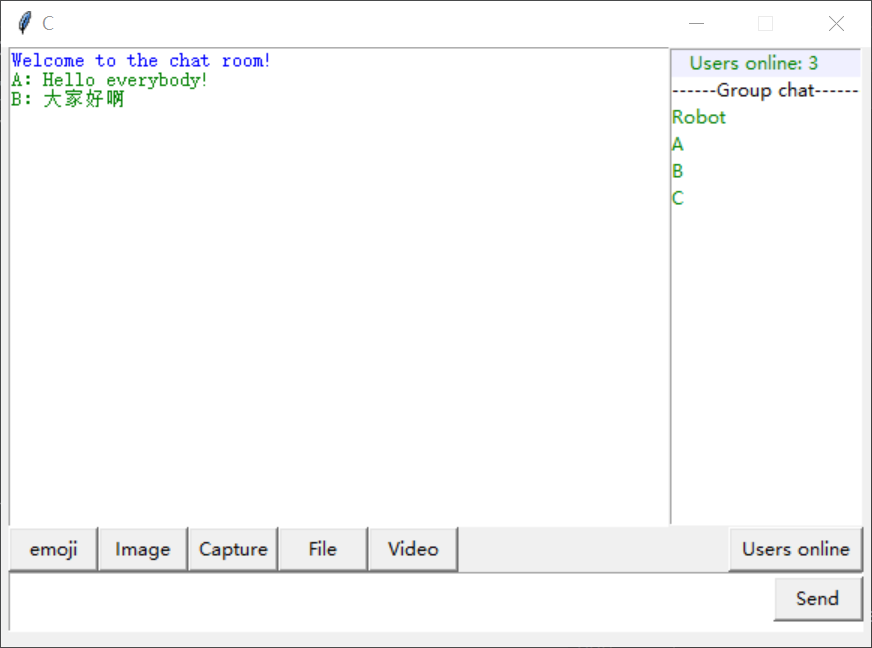 C
Welcome to the chat room!
A: Hello everybody!
B: 大家好啊
Users online: 3
------Group chat------
Robot
A
B
C
emoji
Image
Capture
File
Video
Users online
Send